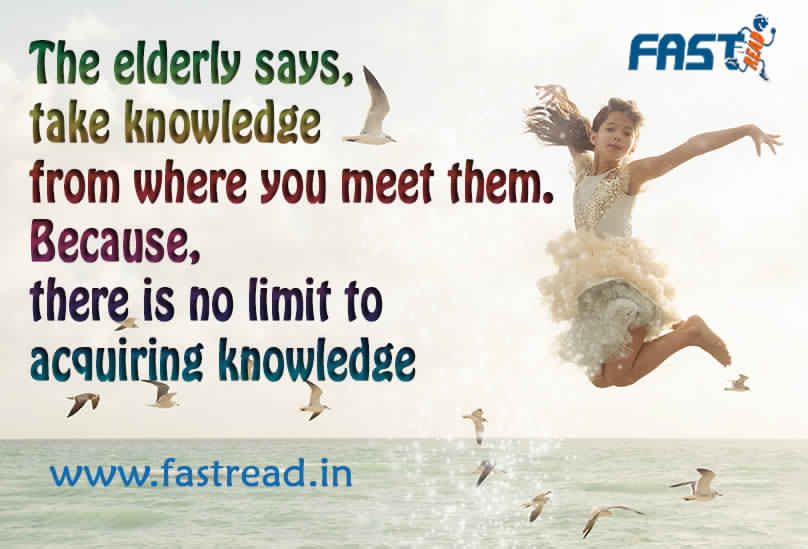 FAST
READ
The elderly says,
take knowledge
from where you meet them.
Because,
there is no limit to
acquiring knowledge
www.fastread.in